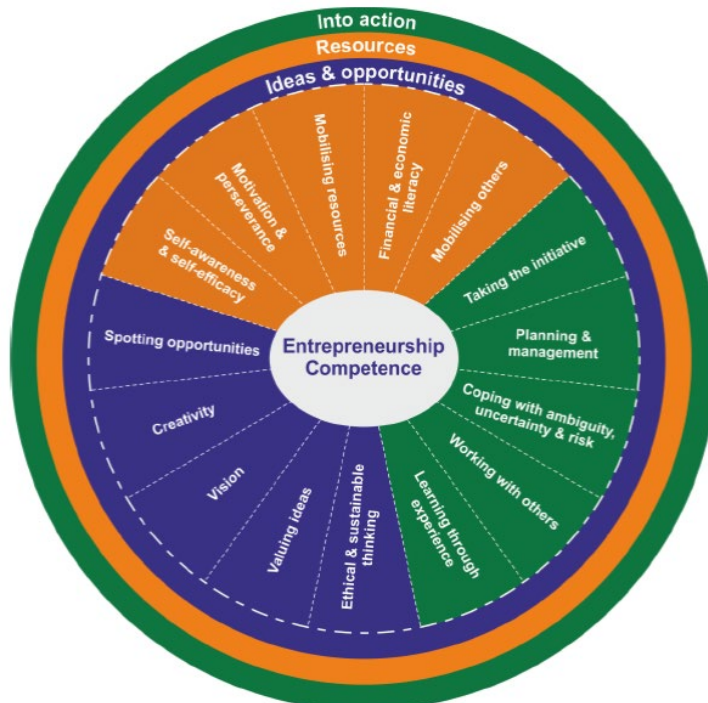 Into action
Resources
Ideas & opportunities
Self-awareness
& self-efficacy
Motivation &
perseverance
Mobilising resources
Financial & economic
literacy
Mobilising others
Taking the initiative
Planning &
management
Coping with ambiguity,
uncertainty & risk
Working with others
Learning through
experience
Ethical & sustainable
thinking
Valuing ideas
Vision
Creativity
Spotting opportunities
Entrepreneurship
Competence